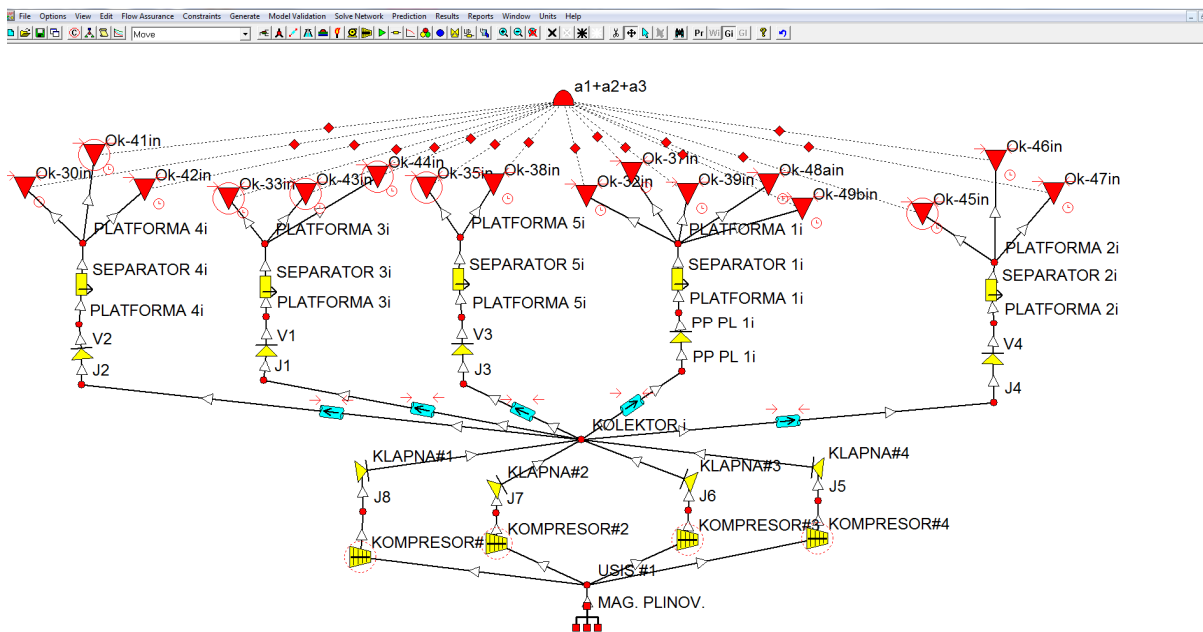 File Options View Edit Flow Assurance Constraints Generate Model Validation Solve Network Prediction Results Reports Window Units Help
Move
Pr Wi Gi GL
a1+a2+a3
Ok-41in
Ok-30in
Ok-42in
Ok-33in
Ok-43in
Ok-44in
Ok-35in
Ok-38in
Ok-32in
Ok-37in
Ok-39in
Ok-48ain
Ok-49bin
Ok-45in
Ok-46in
Ok-47in
PLATFORMA 4i
PLATFORMA 3i
PLATFORMA 5i
PLATFORMA 1i
PLATFORMA 2i
SEPARATOR 4i
SEPARATOR 3i
SEPARATOR 5i
SEPARATOR 1i
SEPARATOR 2i
PLATFORMA 4i
PLATFORMA 3i
PLATFORMA 5i
PLATFORMA 1i
PLATFORMA 2i
V2
V1
V3
PP PL 1i
V4
J2
J1
J3
PP PL 1i
J4
KOLEKTOR i
KLAPNA#1
KLAPNA#2
KLAPNA#3
KLAPNA#4
J8
J7
J6
J5
KOMPRESOR#
KOMPRESOR#2
KOMPRESOR#3
KOMPRESOR#4
USIS #1
MAG. PLINOV.